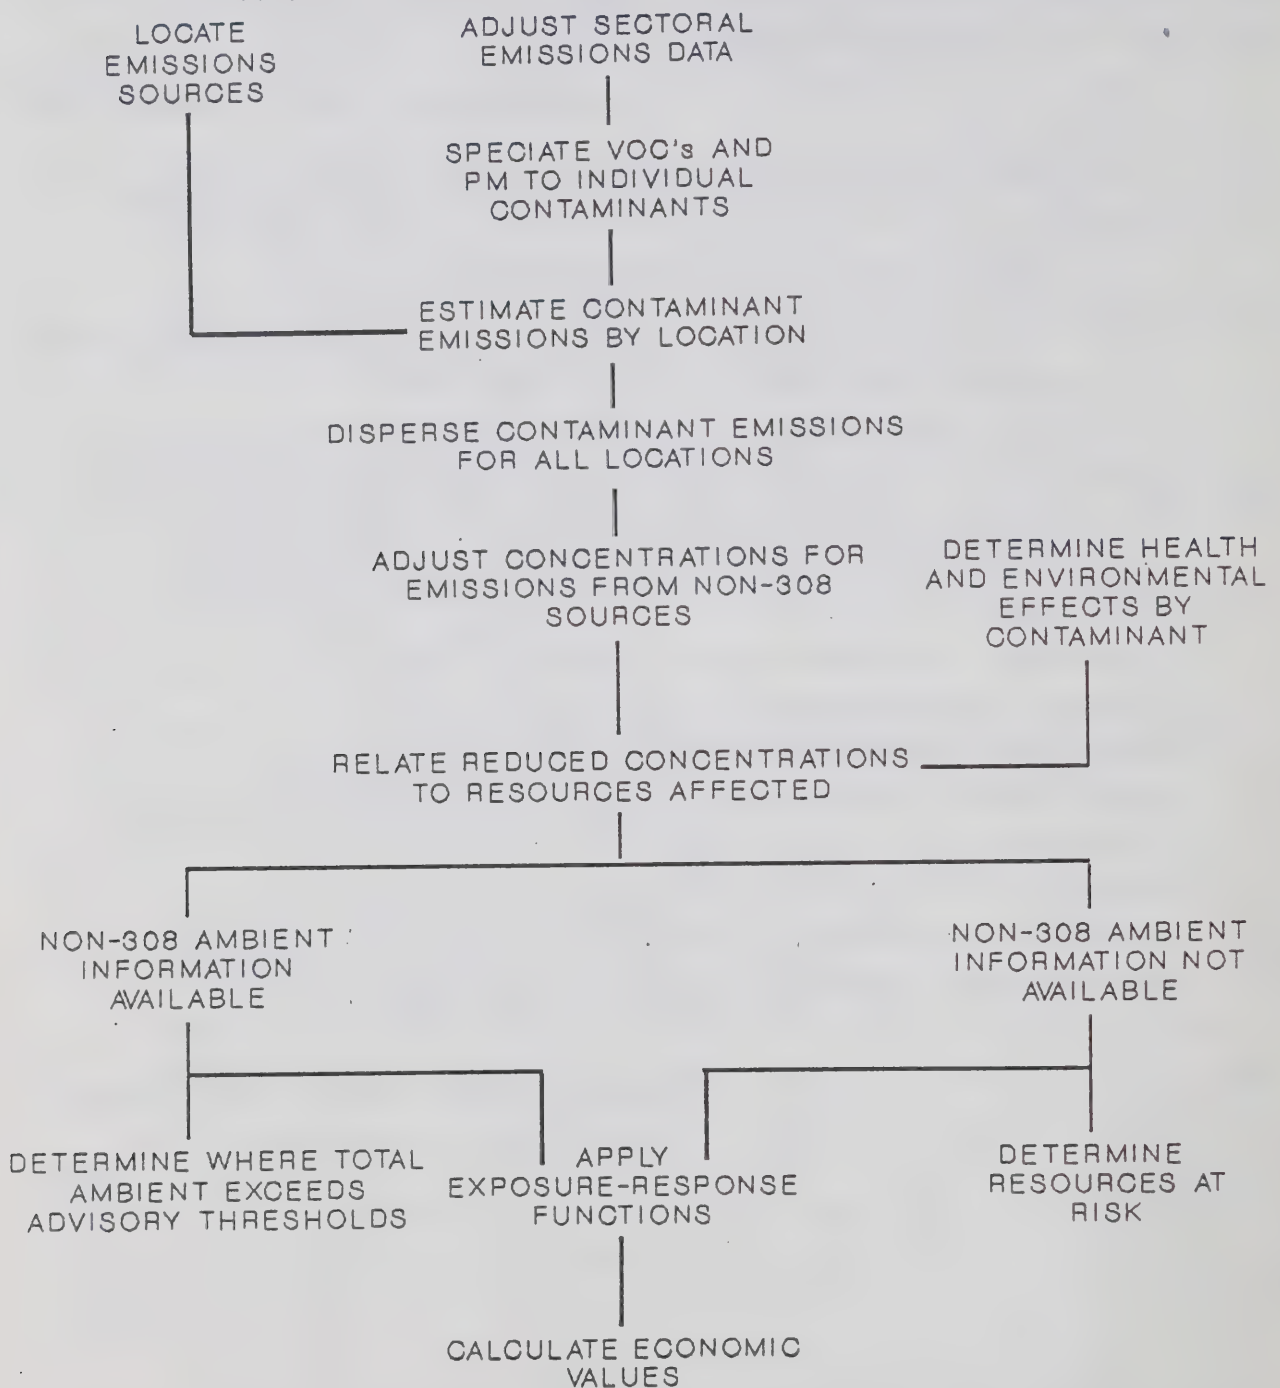 LOCATE
EMISSIONS
SOURCES
ADJUST SECTORAL
EMISSIONS DATA
SPECIATE VOC's AND
PM TO INDIVIDUAL
CONTAMINANTS
ESTIMATE CONTAMINANT
EMISSIONS BY LOCATION
DISPERSE CONTAMINANT EMISSIONS
FOR ALL LOCATIONS
ADJUST CONCENTRATIONS FOR
EMISSIONS FROM NON-308
SOURCES
DETERMINE HEALTH
AND ENVIRONMENTAL
EFFECTS BY
CONTAMINANT
RELATE REDUCED CONCENTRATIONS
TO RESOURCES AFFECTED
NON-308 AMBIENT
INFORMATION
AVAILABLE
NON-308 AMBIENT
INFORMATION NOT
AVAILABLE
DETERMINE WHERE TOTAL
AMBIENT EXCEEDS
ADVISORY THRESHOLDS
APPLY
EXPOSURE-RESPONSE
FUNCTIONS
DETERMINE
RESOURCES AT
RISK
CALCULATE ECONOMIC
VALUES